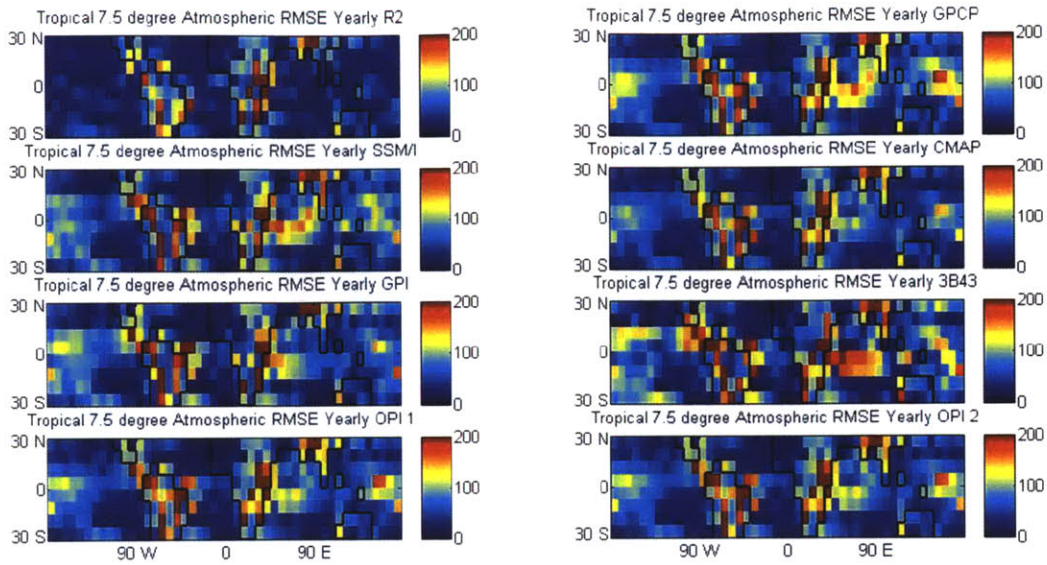 Tropical 7.5 degree Atmospheric RMSE Yearly R2
30 N
0
30 S
200
100
0
Tropical 7.5 degree Atmospheric RMSE Yearly GPCP
30 N
0
30 S
200
100
0
Tropical 7.5 degree Atmospheric RMSE Yearly SSM/I
30 N
0
30 S
200
100
0
Tropical 7.5 degree Atmospheric RMSE Yearly CMAP
30 N
0
30 S
200
100
0
Tropical 7.5 degree Atmospheric RMSE Yearly GPI
30 N
0
30 S
200
100
0
Tropical 7.5 degree Atmospheric RMSE Yearly 3B43
30 N
0
30 S
200
100
0
Tropical 7.5 degree Atmospheric RMSE Yearly OPI 1
30 N
0
30 S
90 W
0
90 E
200
100
0
Tropical 7.5 degree Atmospheric RMSE Yearly OPI 2
30 N
0
30 S
90 W
0
90 E
200
100
0